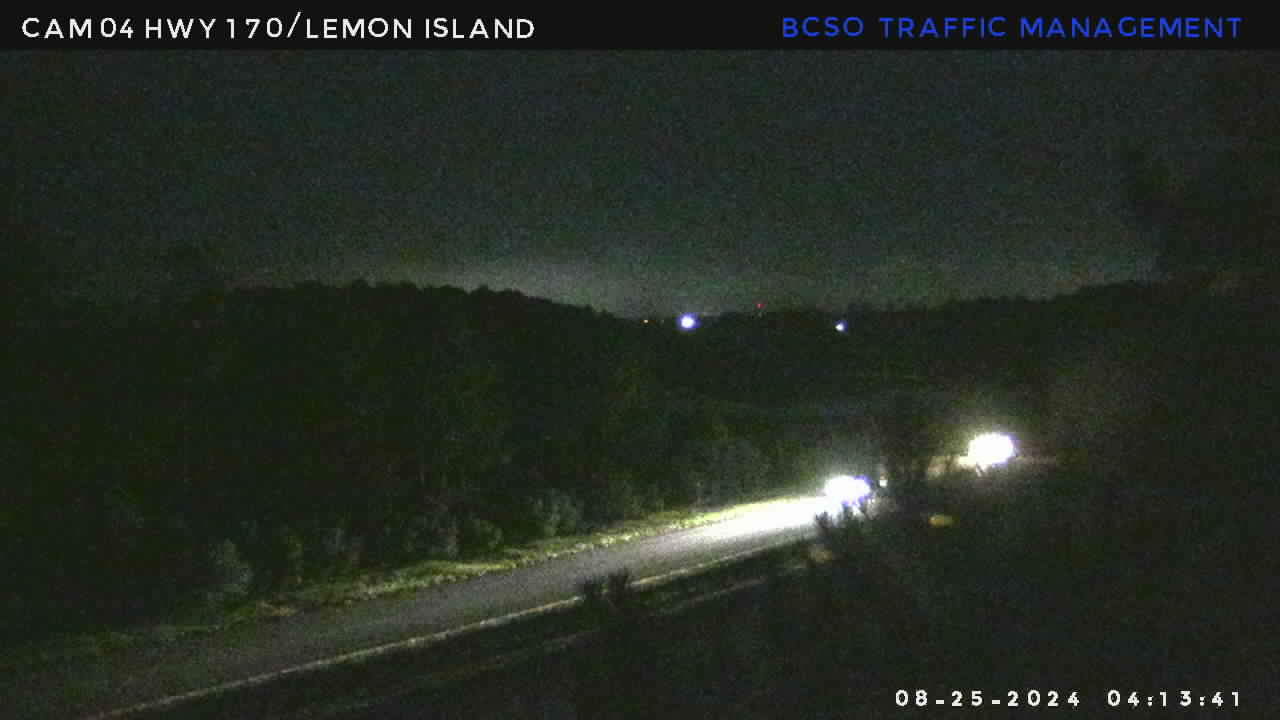 CAM04 HWY 170/LEMON ISLAND
BCSO TRAFFIC MANAGEMENT
08-25-2024 04:13:41